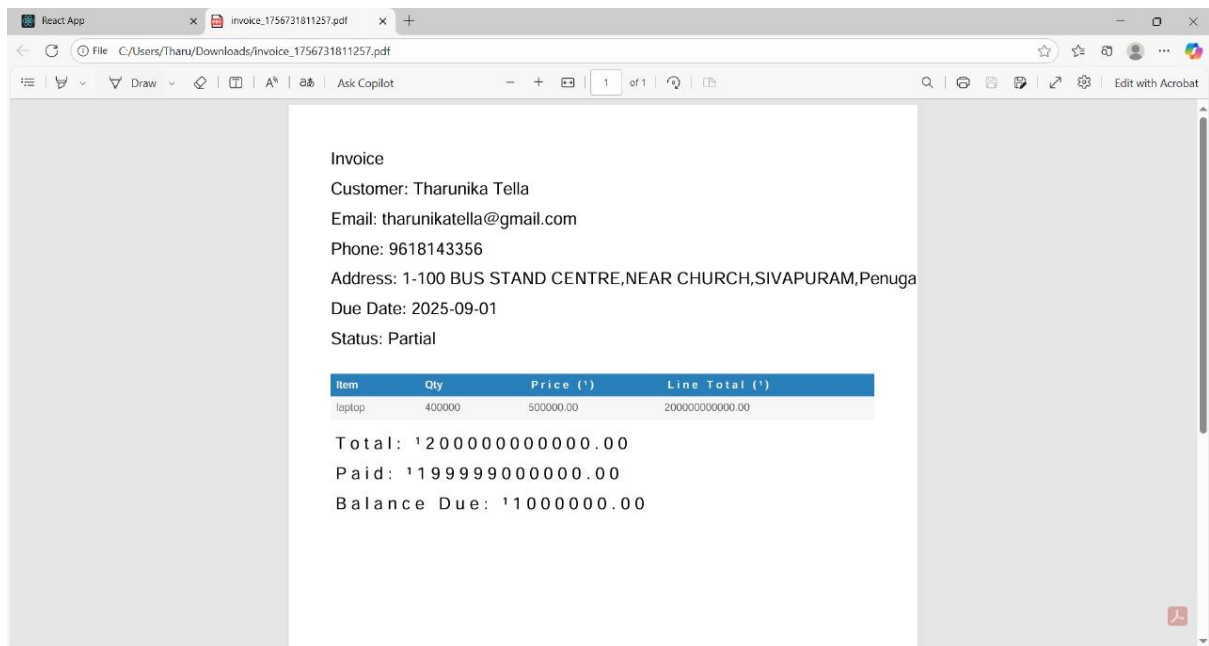 React App
invoice_1756731811257.pdf
File C:/Users/Tharu/Downloads/invoice_1756731811257.pdf
Draw Ask Copilot 1 of 1 Edit with Acrobat
Invoice
Customer: Tharunika Tella
Email: tharunikatella@gmail.com
Phone: 9618143356
Address: 1-100 BUS STAND CENTRE,NEAR CHURCH,SIVAPURAM,Penuga
Due Date: 2025-09-01
Status: Partial
Item Qty Price (¹) Line Total (¹)
laptop 400000 500000.00 200000000000.00
Total: ¹200000000000.00
Paid: ¹199999000000.00
Balance Due: ¹1000000.00